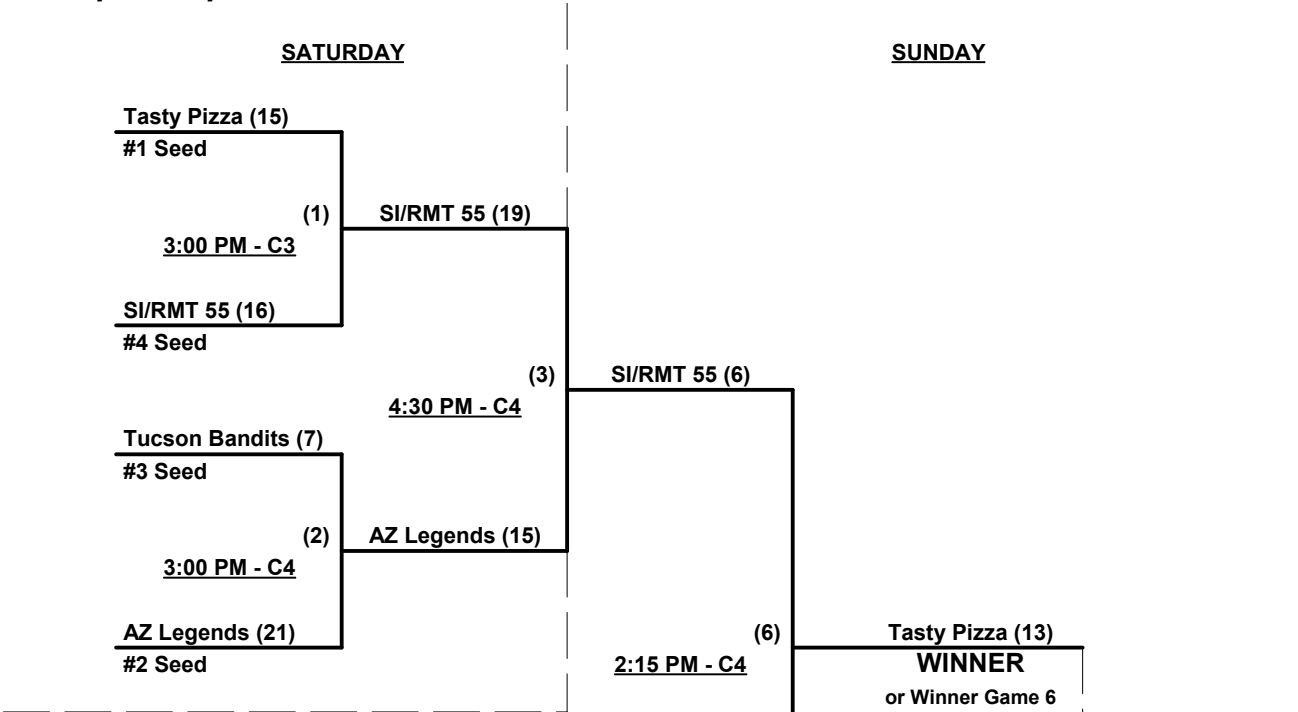 SATURDAY
SUNDAY
Tasty Pizza (15)
#1 Seed
(1)
SI/RMT 55 (19)
3:00 PM - C3
SI/RMT 55 (16)
#4 Seed
(3)
SI/RMT 55 (6)
4:30 PM - C4
Tucson Bandits (7)
#3 Seed
(2)
AZ Legends (15)
3:00 PM - C4
AZ Legends (21)
#2 Seed
(6)
Tasty Pizza (13)
2:15 PM - C4
WINNER
or Winner Game 6